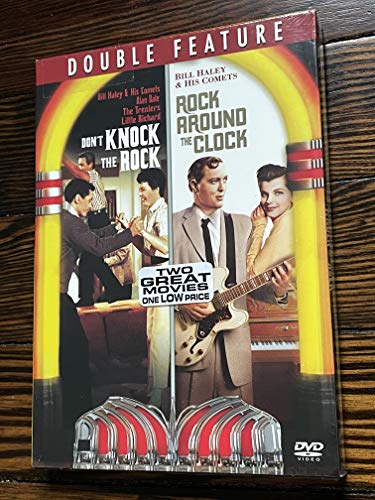 DOUBLE FEATURE
Bill Haley & His Comets
Alan Dale
The Treniers
Little Richard
DON'T KNOCK
THE ROCK
BILL HALEY
& HIS COMETS
ROCK
AROUND
THE CLOCK
TWO
GREAT
MOVIES
ONE LOW PRICE
DVD
VIDEO